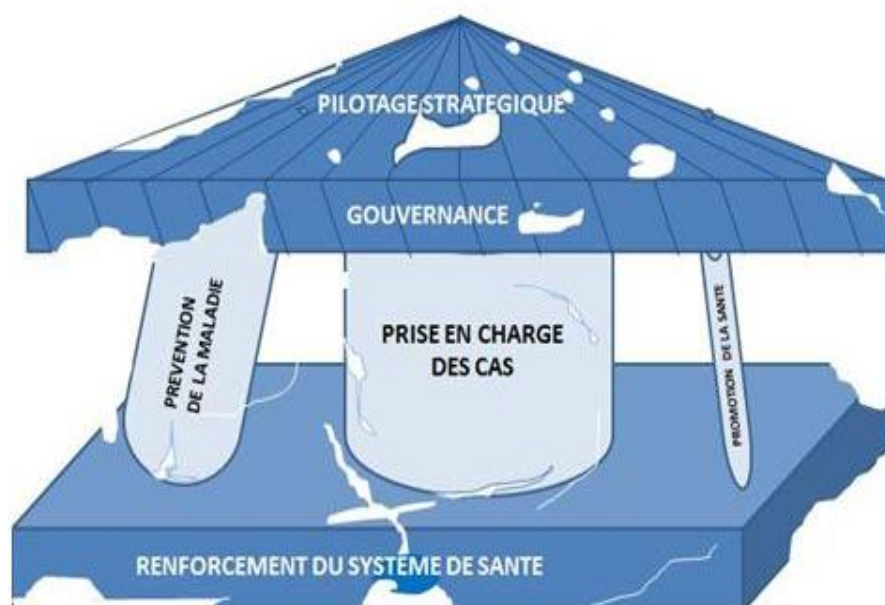 PILOTAGE STRATEGIQUE
GOUVERNANCE
PREVENTION
DE LA MALADIE
PRISE EN CHARGE
DES CAS
PROMOTION DE LA SANTE
RENFORCEMENT DU SYSTÈME DE SANTE